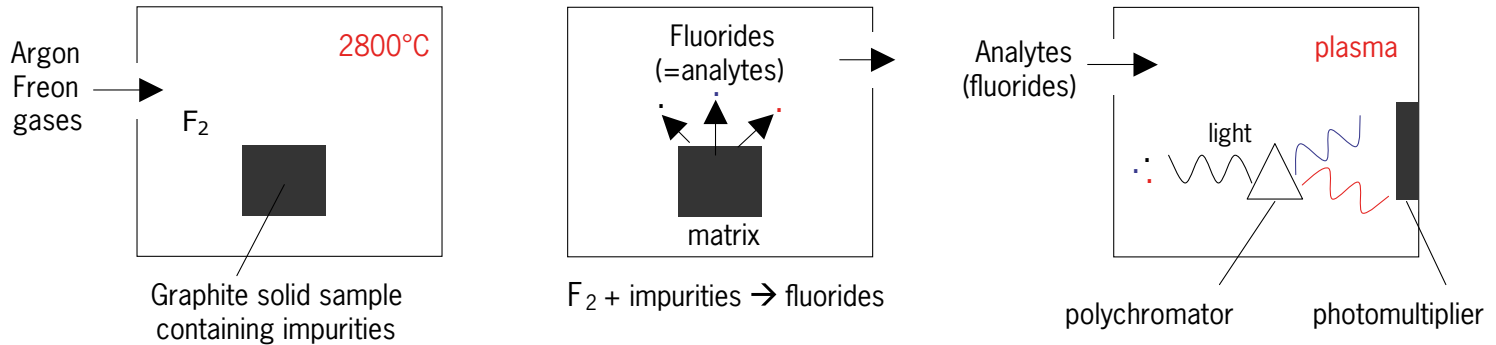 Argon
Freon
gases
2800°C
F₂
Graphite solid sample
containing impurities
Fluorides
(=analytes)
matrix
F₂ + impurities → fluorides
Analytes
(fluorides)
plasma
light
polychromator
photomultiplier